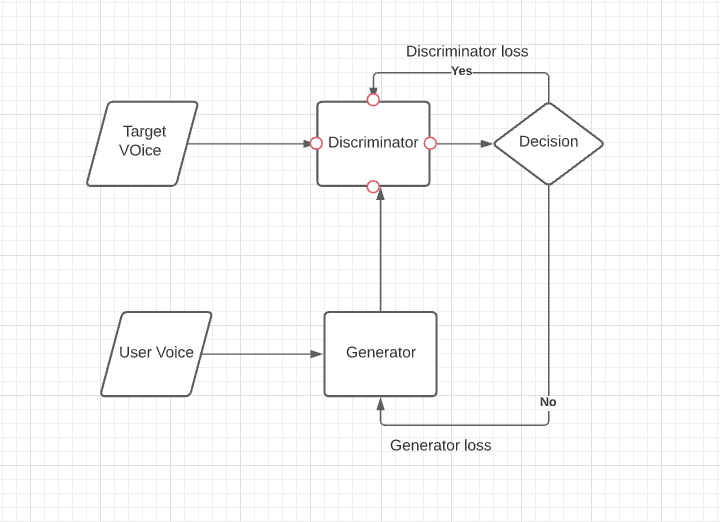 Discriminator loss
Yes
Target
VOice
Discriminator
Decision
User Voice
Generator
No
Generator loss